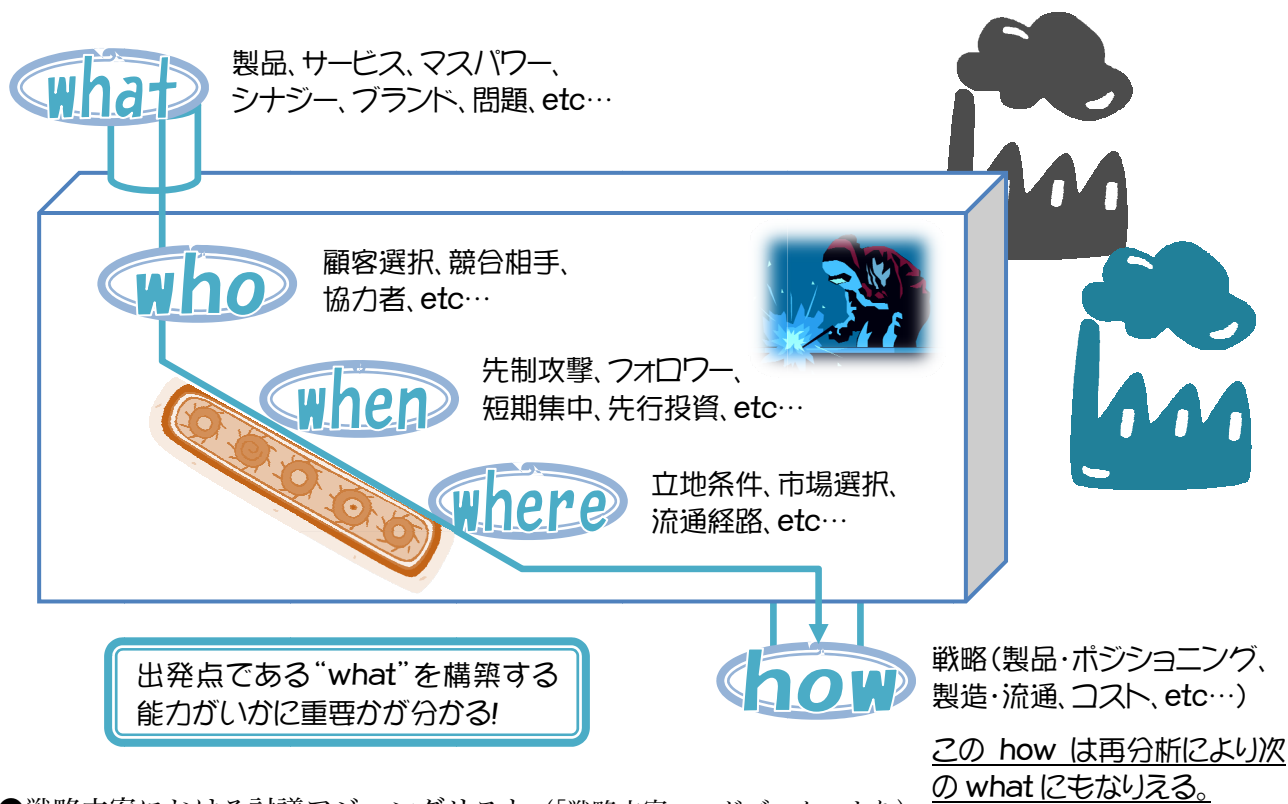 what
製品、サービス、マスパワー、
シナジー、ブランド、問題、etc…
who
顧客選択、競合相手、
協力者、etc…
when
先制攻撃、フォロワー、
短期集中、先行投資、etc…
where
立地条件、市場選択、
流通経路、etc…
出発点である“what”を構築する
能力がいかに重要かが分かる!
how
戦略(製品・ポジショニング、
製造・流通、コスト、etc…)
この how は再分析により次
の whatにもなりえる。